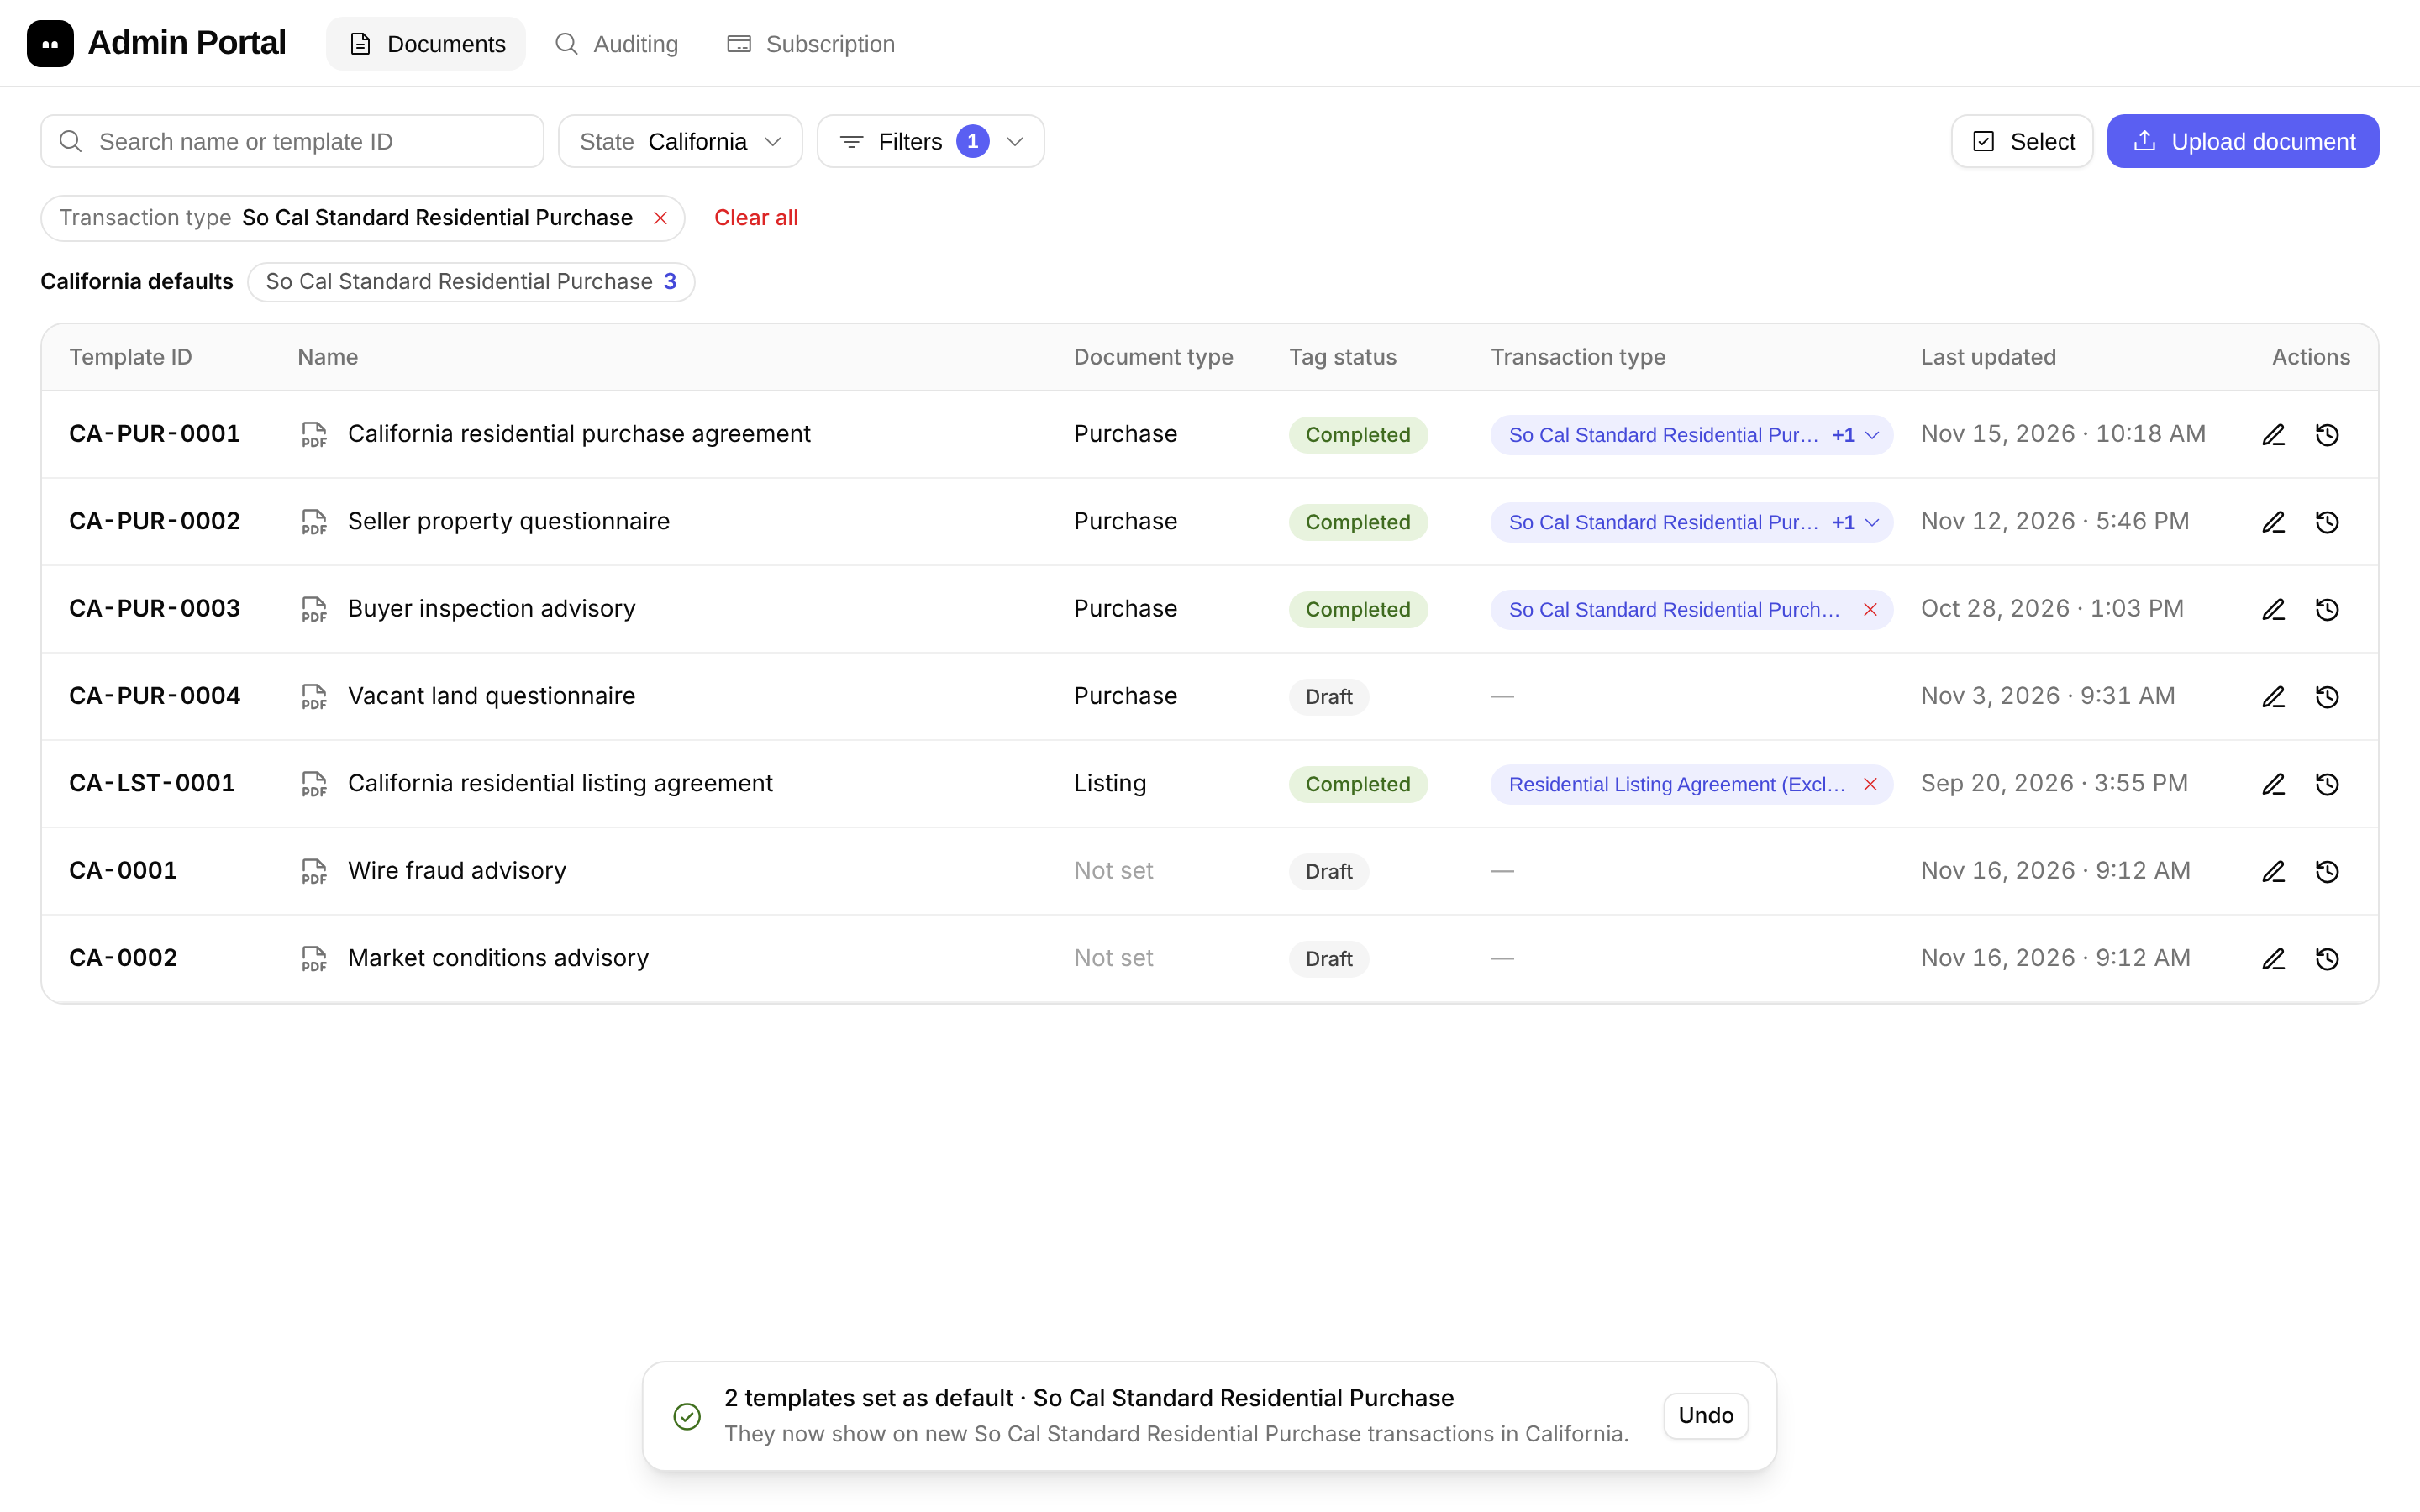 Admin Portal
Documents
Auditing
Subscription
Search name or template ID
State California
Filters 1
Select
Upload document
Transaction type So Cal Standard Residential Purchase
Clear all
California defaults
So Cal Standard Residential Purchase 3
Template ID Name Document type Tag status Transaction type Last updated Actions
CA-PUR-0001 PDF California residential purchase agreement Purchase Completed So Cal Standard Residential Pur… +1 Nov 15, 2026 · 10:18 AM
CA-PUR-0002 PDF Seller property questionnaire Purchase Completed So Cal Standard Residential Pur… +1 Nov 12, 2026 · 5:46 PM
CA-PUR-0003 PDF Buyer inspection advisory Purchase Completed So Cal Standard Residential Purch… Oct 28, 2026 · 1:03 PM
CA-PUR-0004 PDF Vacant land questionnaire Purchase Draft — Nov 3, 2026 · 9:31 AM
CA-LST-0001 PDF California residential listing agreement Listing Completed Residential Listing Agreement (Excl… Sep 20, 2026 · 3:55 PM
CA-0001 PDF Wire fraud advisory Not set Draft — Nov 16, 2026 · 9:12 AM
CA-0002 PDF Market conditions advisory Not set Draft — Nov 16, 2026 · 9:12 AM
2 templates set as default · So Cal Standard Residential Purchase
They now show on new So Cal Standard Residential Purchase transactions in California.
Undo